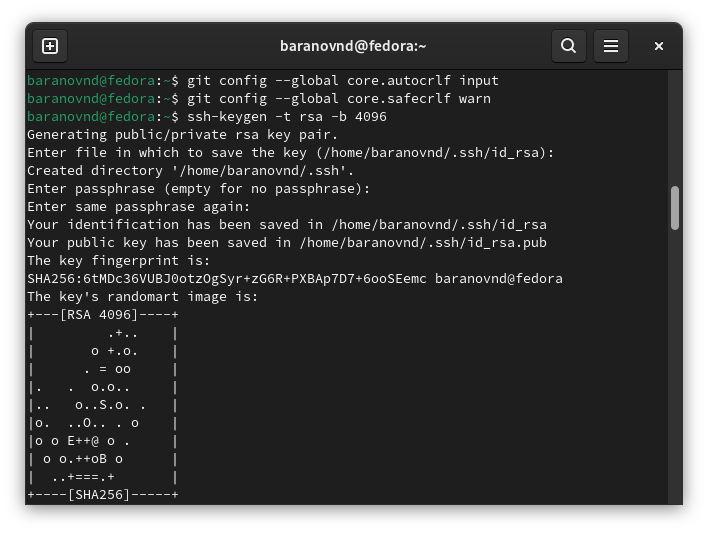 baranovnd@fedora:~
baranovnd@fedora:~$ git config --global core.autocrlf input
baranovnd@fedora:~$ git config --global core.safecrlf warn
baranovnd@fedora:~$ ssh-keygen -t rsa -b 4096
Generating public/private rsa key pair.
Enter file in which to save the key (/home/baranovnd/.ssh/id_rsa):
Created directory '/home/baranovnd/.ssh'.
Enter passphrase (empty for no passphrase):
Enter same passphrase again:
Your identification has been saved in /home/baranovnd/.ssh/id_rsa
Your public key has been saved in /home/baranovnd/.ssh/id_rsa.pub
The key fingerprint is:
SHA256:6tMDc36VUBJ0otzOgSyr+zG6R+PXBAp7D7+6ooSEemc baranovnd@fedora
The key's randomart image is:
+---[RSA 4096]----+
|         .+..    |
|       o +.o.    |
|      . = oo     |
|.   .  o.o..     |
|..   o..S.o. .   |
|o.  ..O.. . o    |
|o o E++@ o .     |
| o o.++oB o      |
|  ..+===.+       |
+----[SHA256]-----+